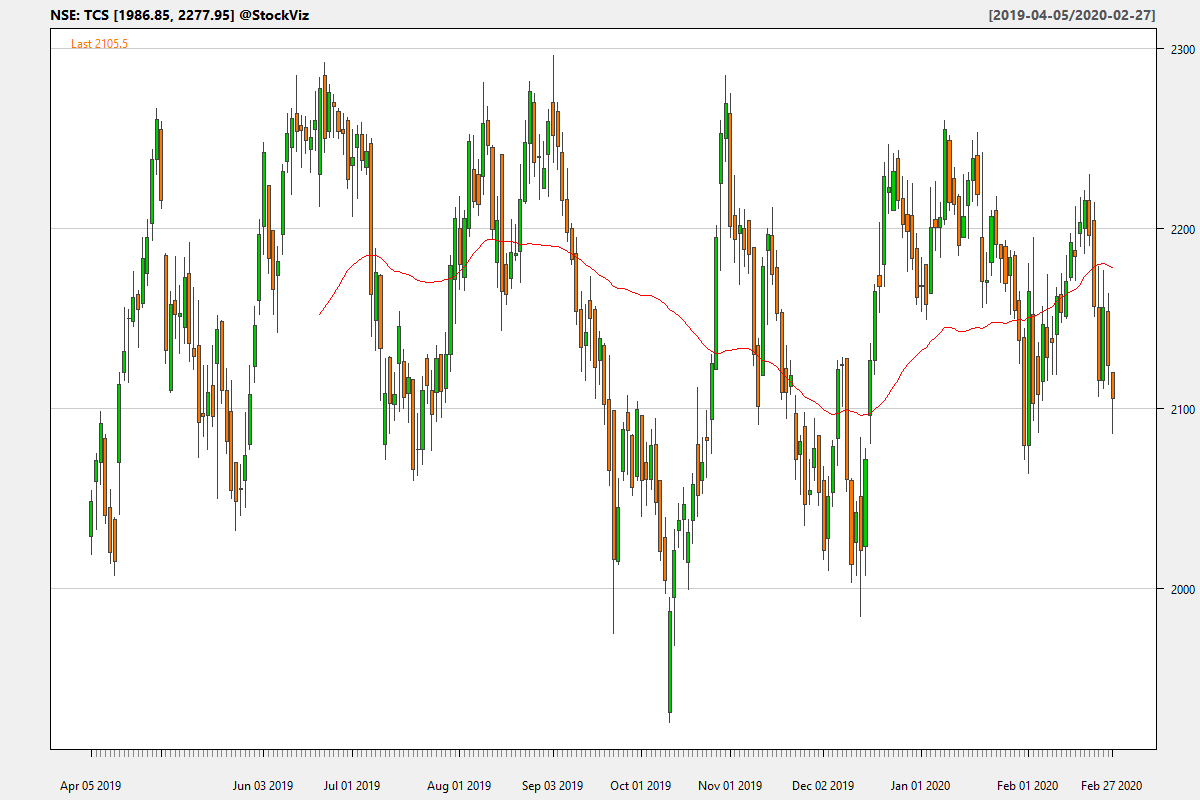 NSE: TCS [1986.85, 2277.95] @StockViz [2019-04-05/2020-02-27]
Last 2105.5
2300
2200
2100
2000
Apr 05 2019 Jun 03 2019 Jul 01 2019 Aug 01 2019 Sep 03 2019 Oct 01 2019 Nov 01 2019 Dec 02 2019 Jan 01 2020 Feb 01 2020 Feb 27 2020